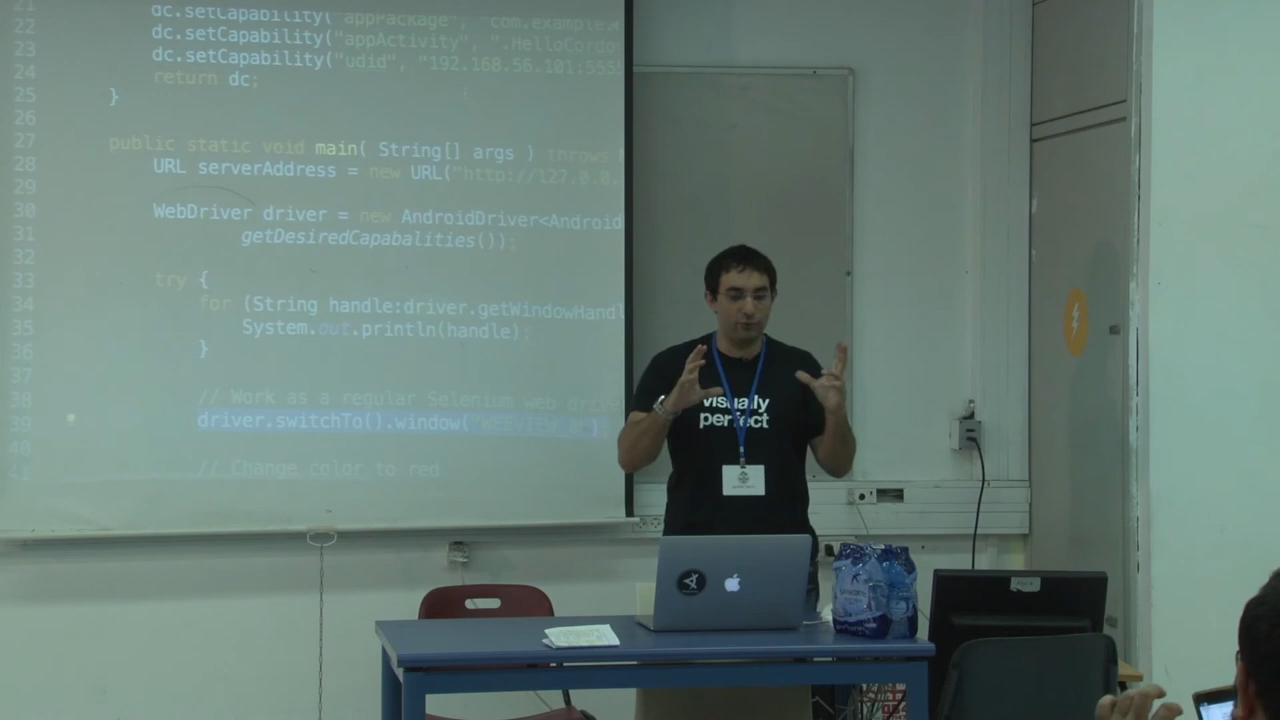 21 dc.setCapability("appPackage", "com.example.
22 dc.setCapability("appActivity", ".HelloCordo
23 dc.setCapability("udid", "192.168.56.101:555
24 return dc;
25 }
26
27 public static void main( String[] args ) throws
28 URL serverAddress = new URL("http://127.0.0.
29
30 WebDriver driver = new AndroidDriver<Android
31 getDesiredCapabalities());
32
33 try {
34 for (String handle:driver.getWindowHandl
35 System.out.println(handle);
36 }
37
38 // Work as a regular Selenium web driv
39 driver.switchTo().window("WEBVIEW_0")
40
41 // Change color to red
visually
perfect